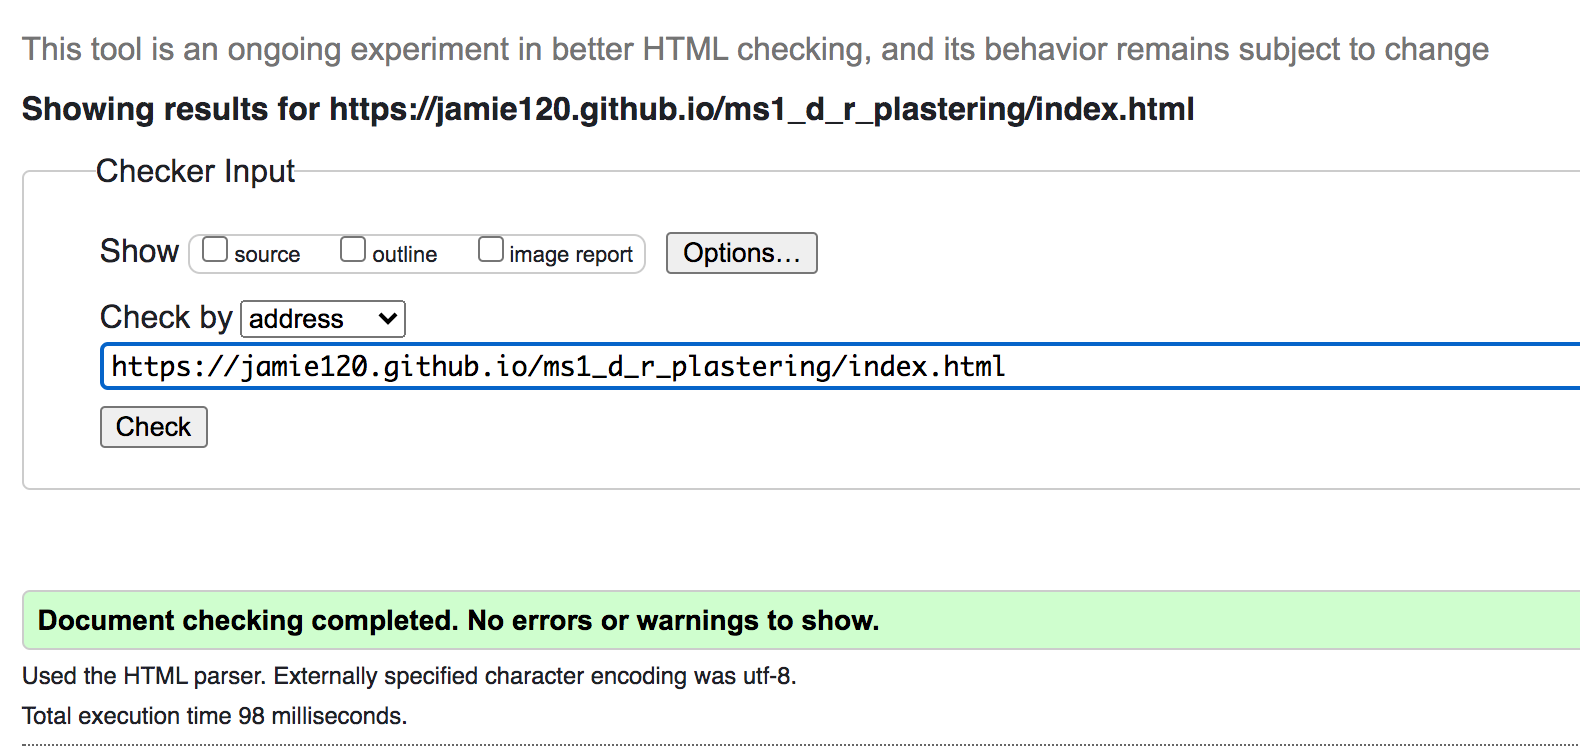 This tool is an ongoing experiment in better HTML checking, and its behavior remains subject to change
Showing results for https://jamie120.github.io/ms1_d_r_plastering/index.html
Checker Input
Show source outline image report Options…
Check by address
https://jamie120.github.io/ms1_d_r_plastering/index.html
Check
Document checking completed. No errors or warnings to show.
Used the HTML parser. Externally specified character encoding was utf-8.
Total execution time 98 milliseconds.